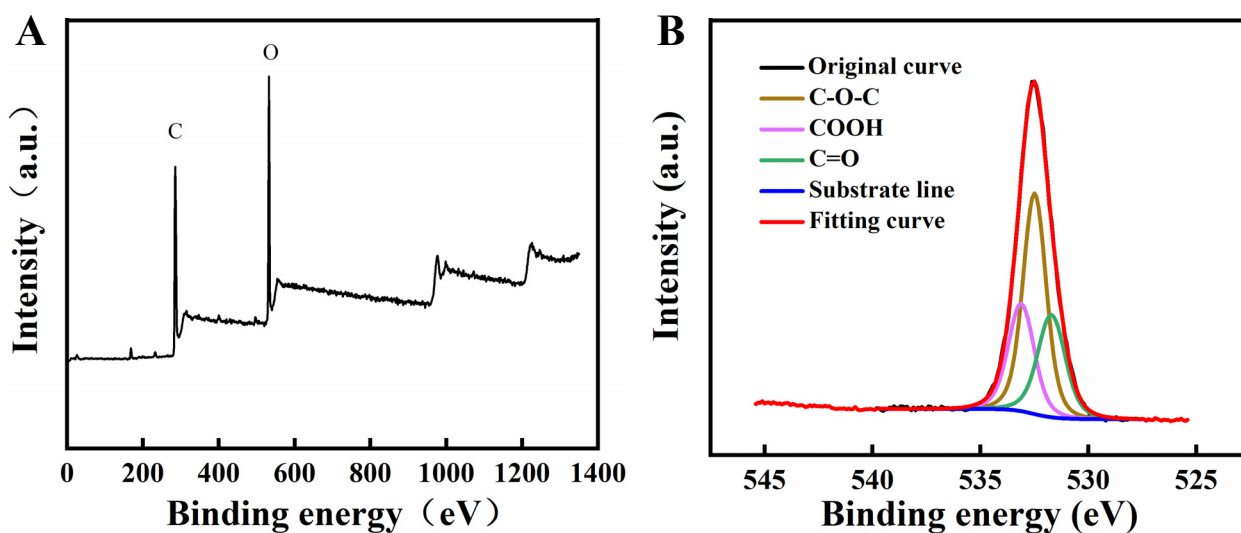 A
C
O
Intensity（a.u.）
0 200 400 600 800 1000 1200 1400
Binding energy（eV）
B
Original curve
C-O-C
COOH
C=O
Substrate line
Fitting curve
Intensity (a.u.)
545 540 535 530 525
Binding energy (eV)